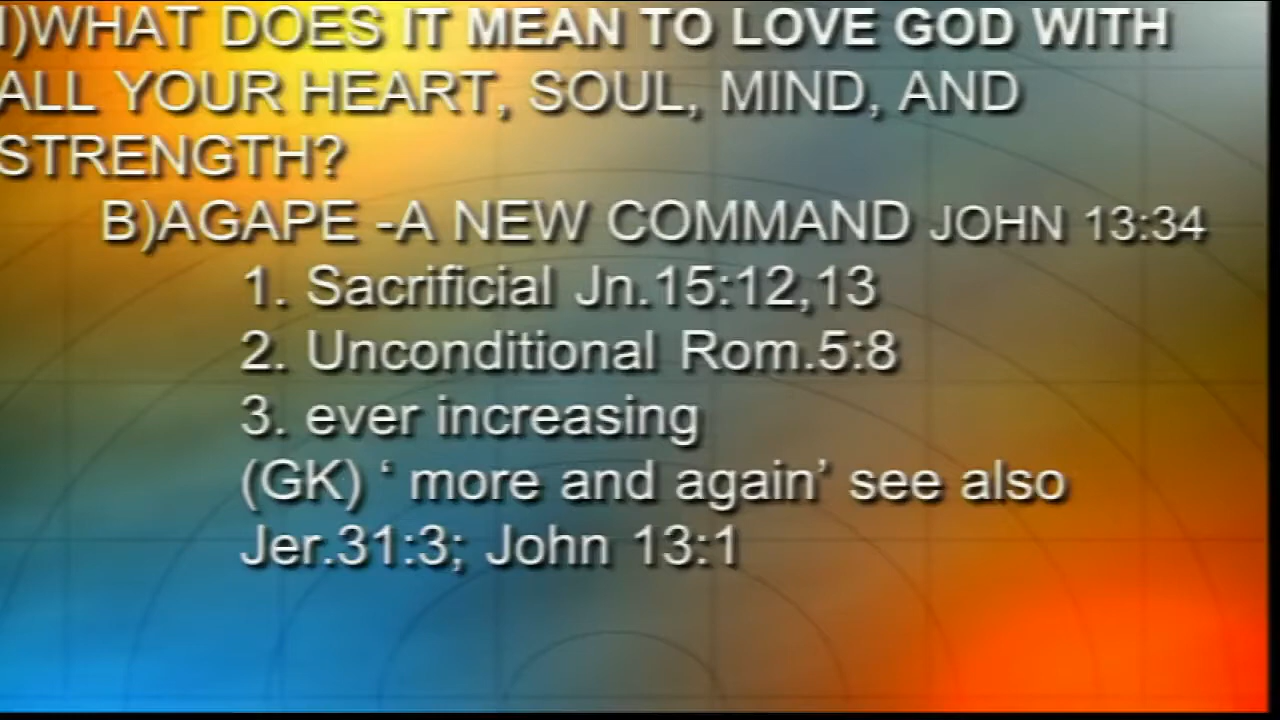 I)WHAT DOES IT MEAN TO LOVE GOD WITH
ALL YOUR HEART, SOUL, MIND, AND
STRENGTH?
B)AGAPE -A NEW COMMAND JOHN 13:34
1. Sacrificial Jn.15:12,13
2. Unconditional Rom.5:8
3. ever increasing
(GK) ‘ more and again’ see also
Jer.31:3; John 13:1